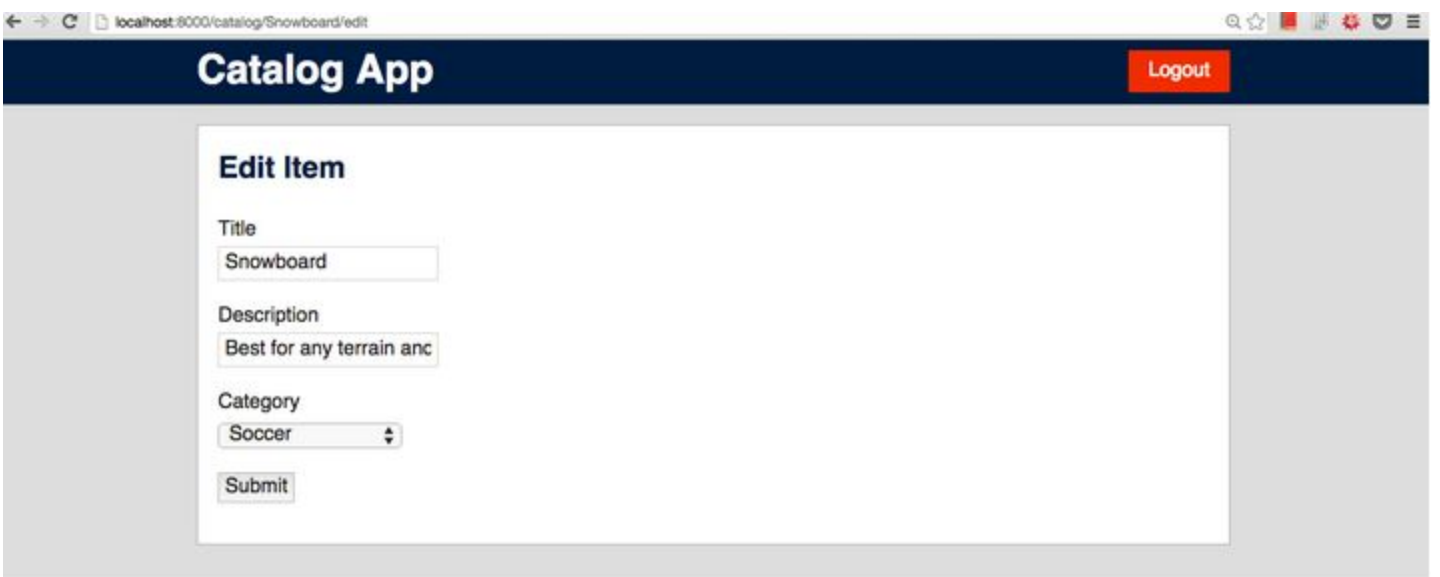 localhost:8000/catalog/Snowboard/edit
Catalog App
Logout
Edit Item
Title
Snowboard
Description
Best for any terrain anc
Category
Soccer
Submit